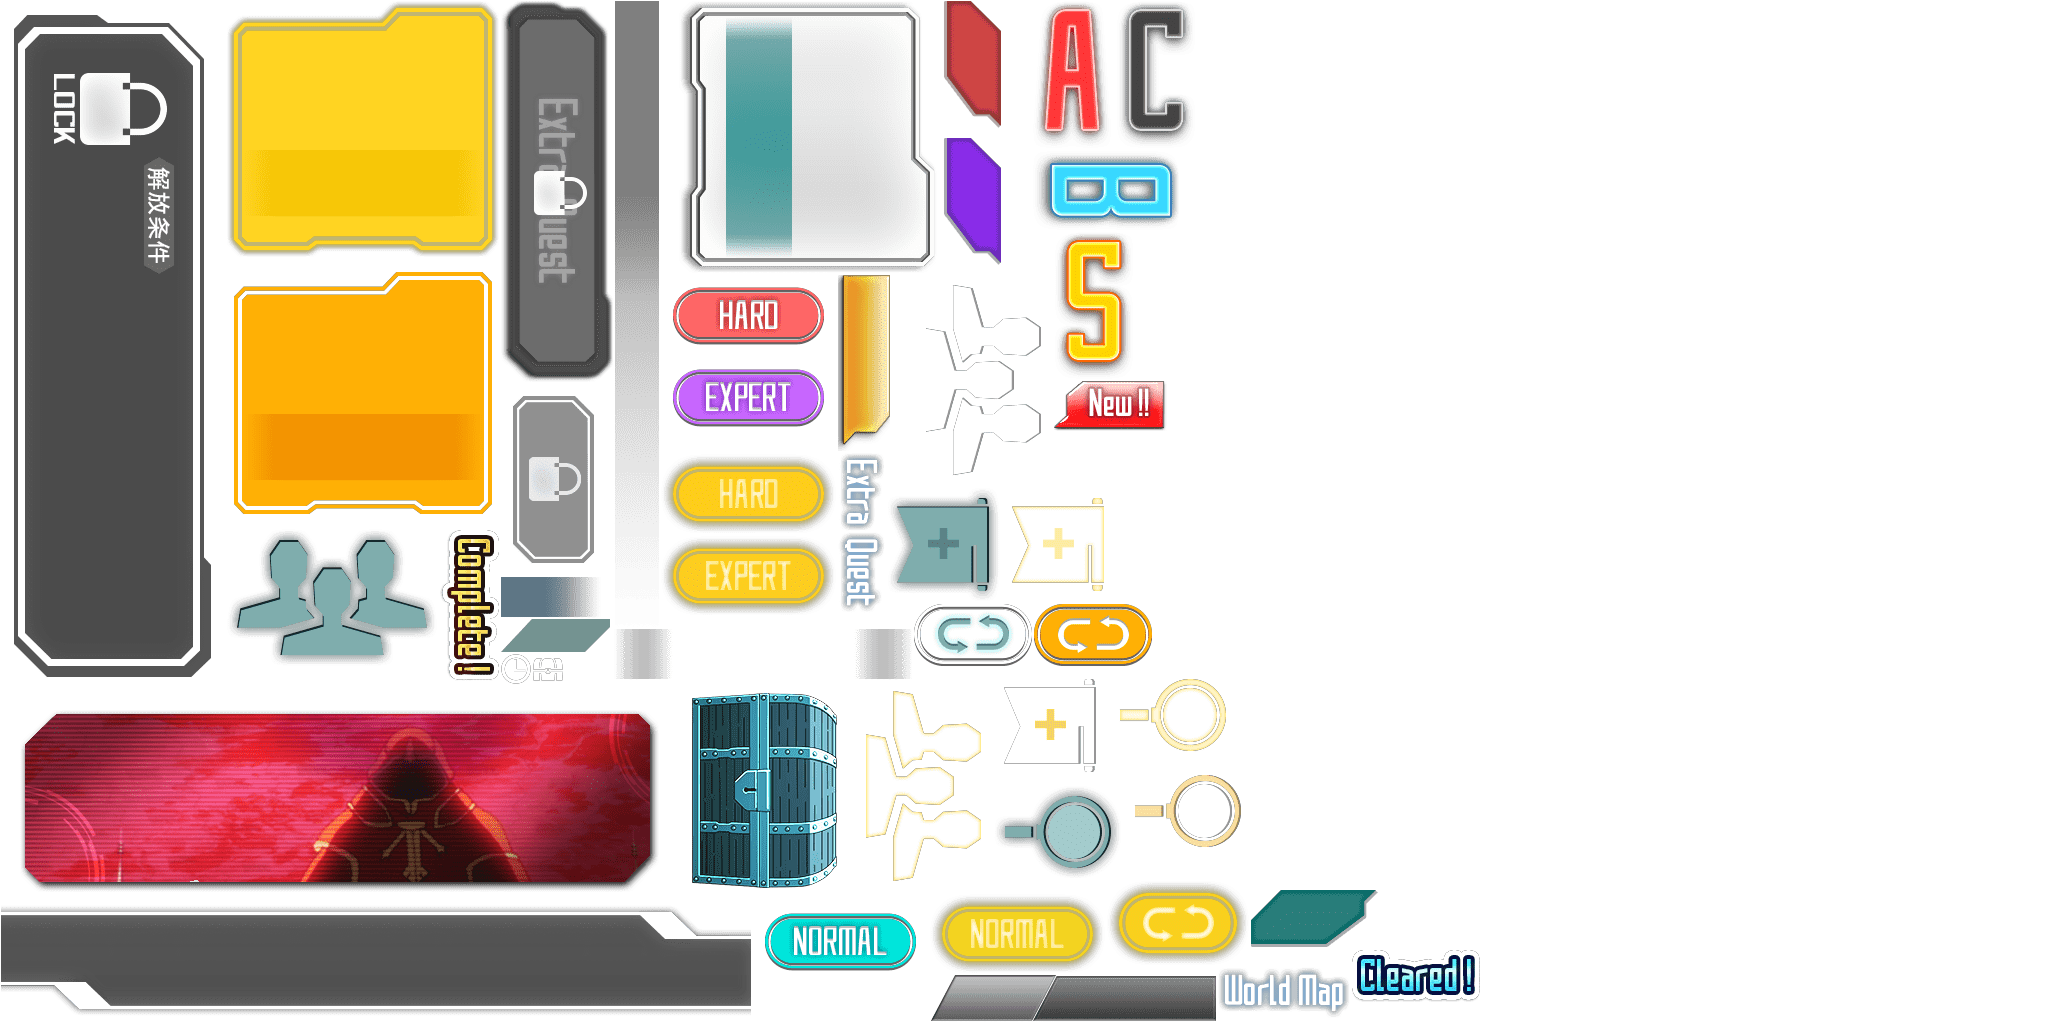 LOCK
解放条件
Extra Quest
A
C
B
S
New !!
HARD
EXPERT
HARD
EXPERT
Extra Quest
Complete!
NORMAL
NORMAL
World Map
Cleared!